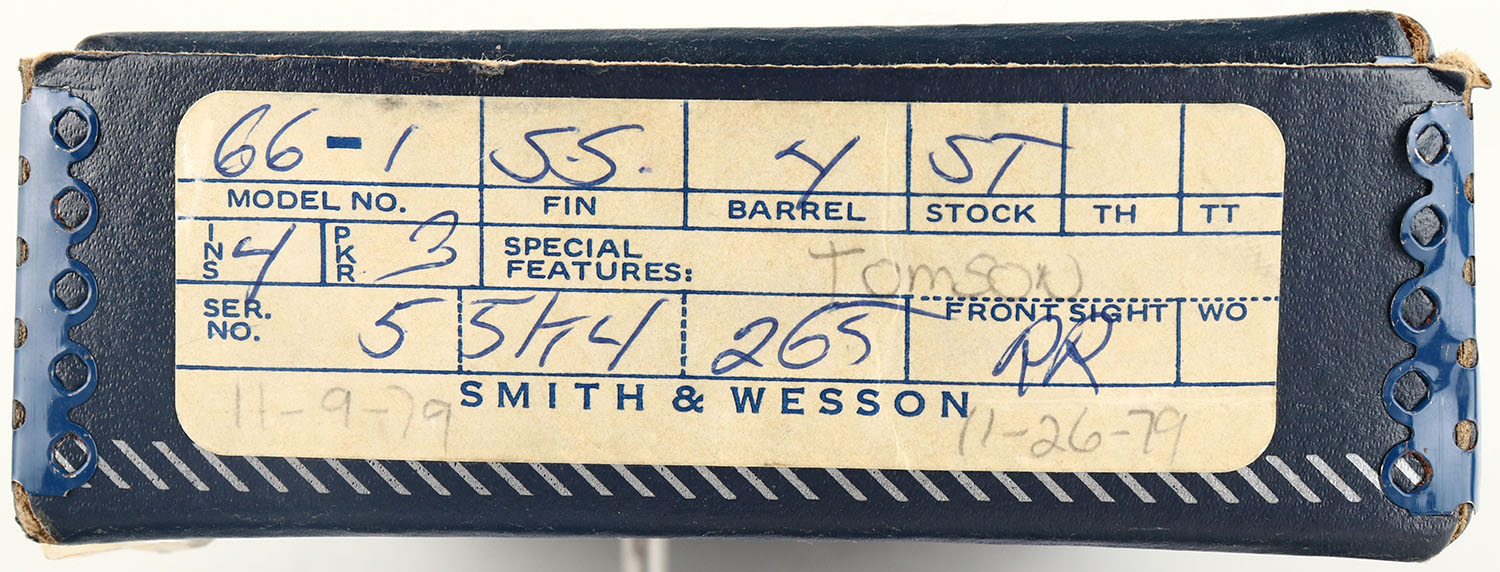 66-1 S.S. 4 ST
MODEL NO. FIN BARREL STOCK TH TT
INS 4 PKR 3 SPECIAL FEATURES: Tomson
SER. NO. 5 5K4 265 FRONT SIGHT RR WO
SMITH & WESSON
11-9-79 11-26-79